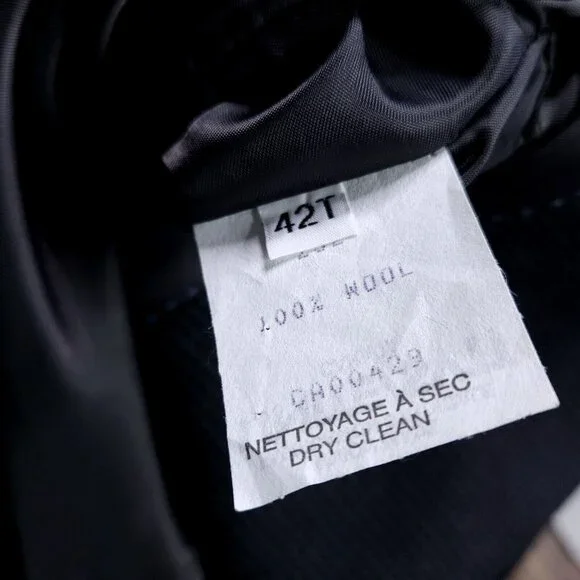 42T
100% WOOL
CA00429
NETTOYAGE À SEC
DRY CLEAN